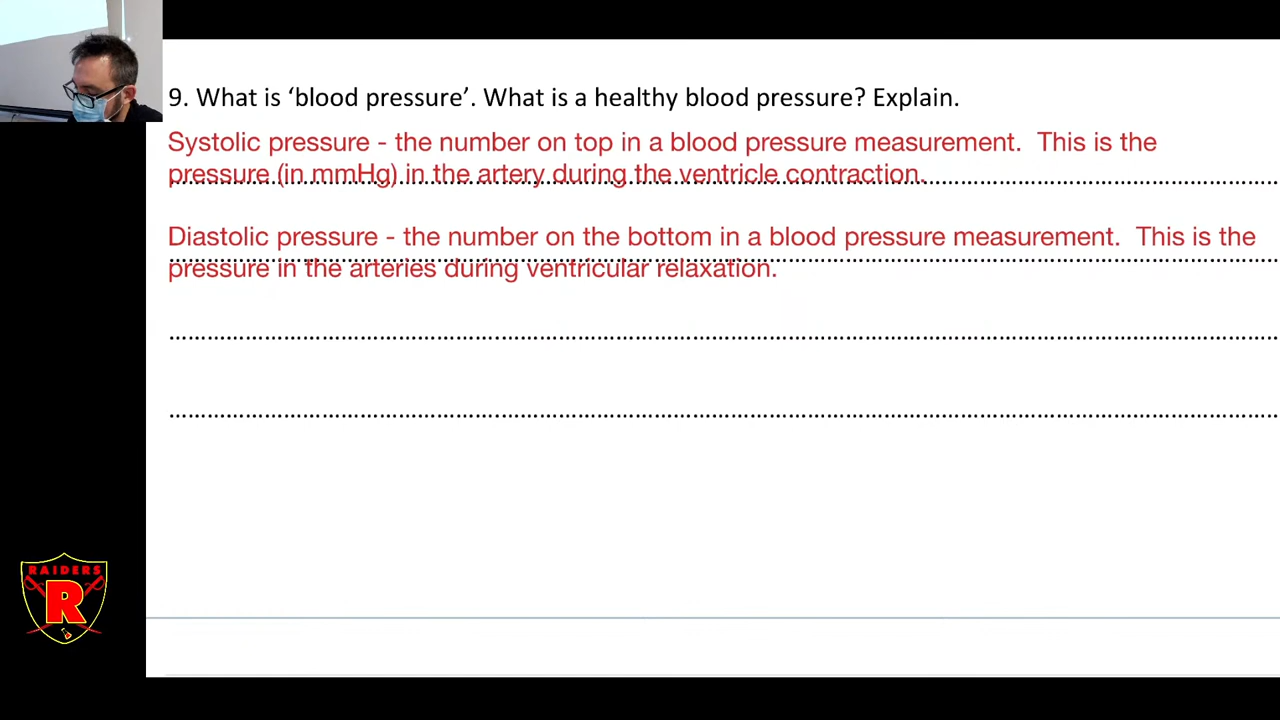 9. What is ‘blood pressure’. What is a healthy blood pressure? Explain.
Systolic pressure - the number on top in a blood pressure measurement.  This is the
pressure (in mmHg) in the artery during the ventricle contraction.
Diastolic pressure - the number on the bottom in a blood pressure measurement.  This is the
pressure in the arteries during ventricular relaxation.
RAIDERS
R